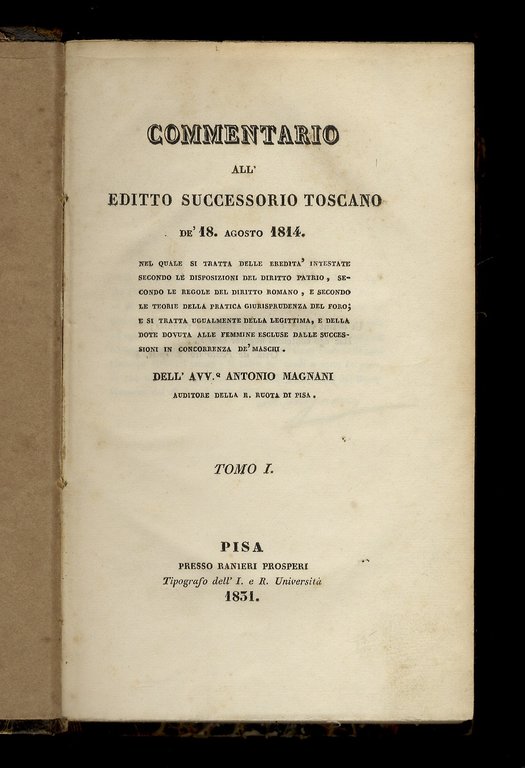 COMMENTARIO
ALL'
EDITTO SUCCESSORIO TOSCANO
DE' 18. AGOSTO 1814.
NEL QUALE SI TRATTA DELLE EREDITA' INTESTATE
SECONDO LE DISPOSIZIONI DEL DIRITTO PATRIO, SE-
CONDO LE REGOLE DEL DIRITTO ROMANO, E SECONDO
LE TEORIE DELLA PRATICA GIURISPRUDENZA DEL FORO;
E SI TRATTA UGUALMENTE DELLA LEGITTIMA, E DELLA
DOTE DOVUTA ALLE FEMMINE ESCLUSE DALLE SUCCES-
SIONI IN CONCORRENZA DE' MASCHI.
DELL' AVV.º ANTONIO MAGNANI
AUDITORE DELLA R. RUOTA DI PISA.
TOMO I.
PISA
PRESSO RANIERI PROSPERI
Tipografo dell' I. e R. Università
1831.